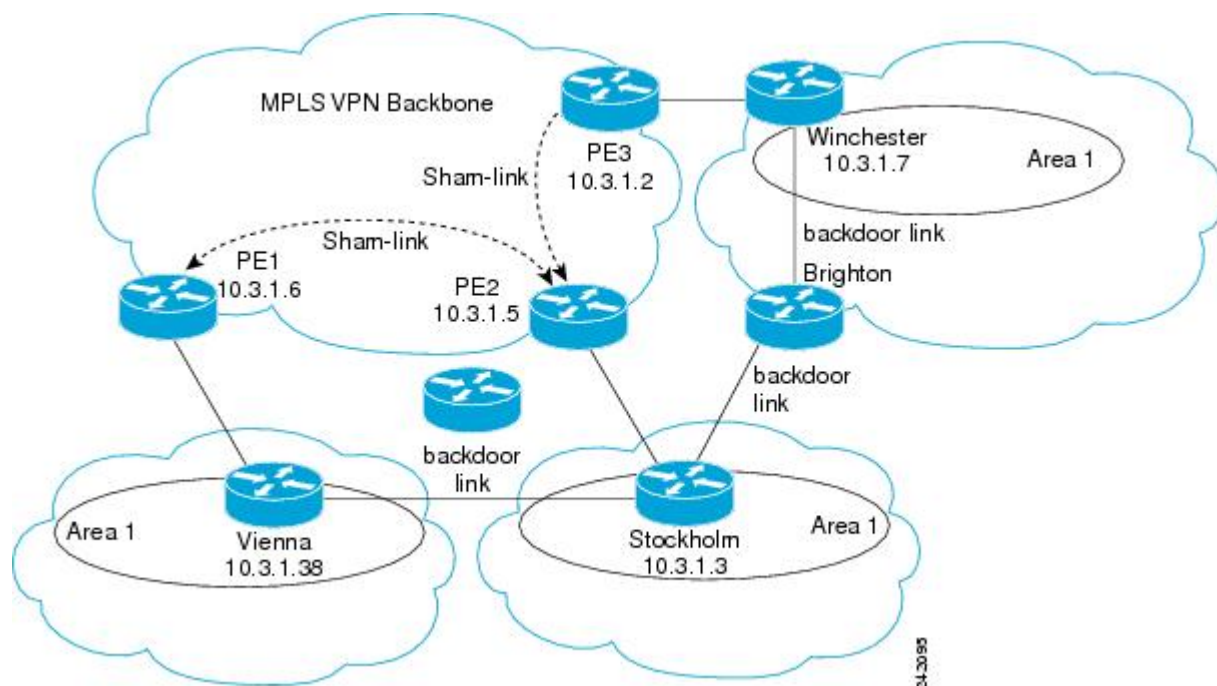 MPLS VPN Backbone
PE3
10.3.1.2
Winchester
10.3.1.7
Area 1
Sham-link
Sham-link
backdoor link
Brighton
PE1
10.3.1.6
PE2
10.3.1.5
backdoor
link
backdoor
link
Area 1
Vienna
10.3.1.38
Stockholm
10.3.1.3
Area 1
242095